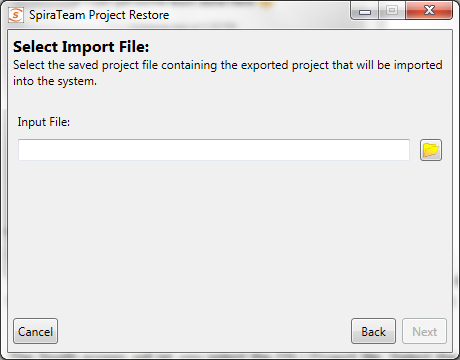 SpiraTeam Project Restore
Select Import File:
Select the saved project file containing the exported project that will be imported
into the system.
Input File:
Cancel
Back
Next